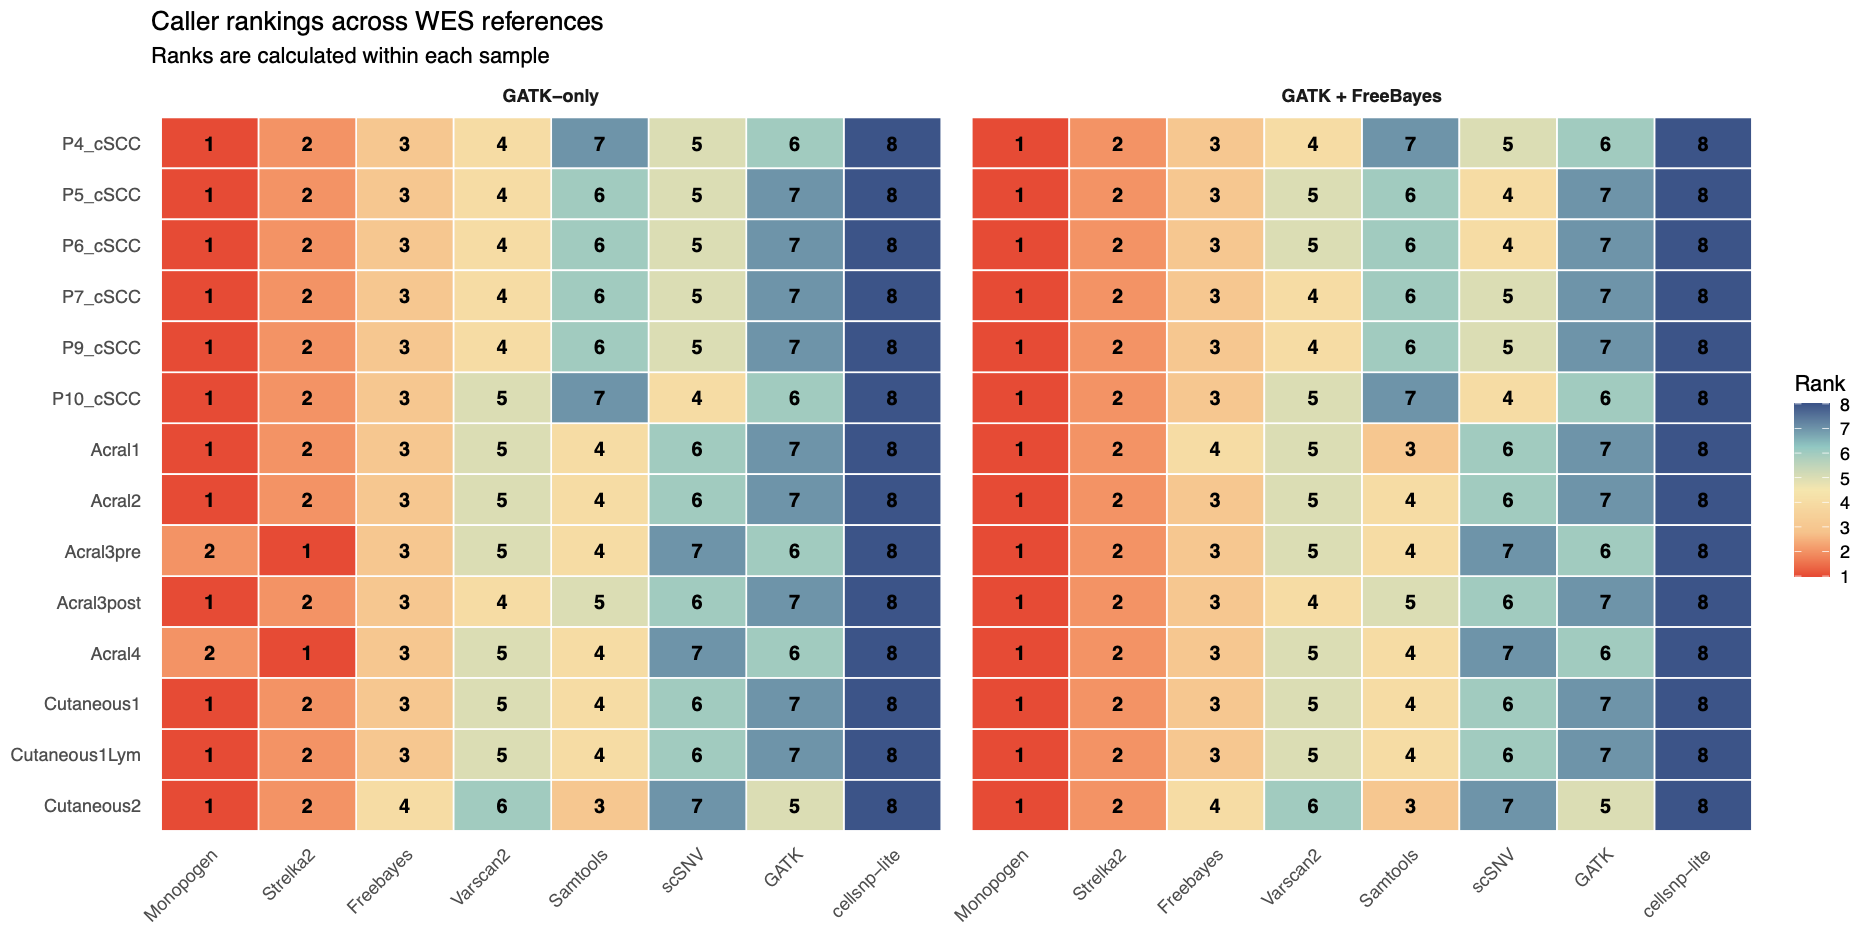 Caller rankings across WES references
Ranks are calculated within each sample
GATK−only
GATK + FreeBayes
P4_cSCC 1 2 3 4 7 5 6 8 1 2 3 4 7 5 6 8
P5_cSCC 1 2 3 4 6 5 7 8 1 2 3 5 6 4 7 8
P6_cSCC 1 2 3 4 6 5 7 8 1 2 3 5 6 4 7 8
P7_cSCC 1 2 3 4 6 5 7 8 1 2 3 4 6 5 7 8
P9_cSCC 1 2 3 4 6 5 7 8 1 2 3 4 6 5 7 8
P10_cSCC 1 2 3 5 7 4 6 8 1 2 3 5 7 4 6 8
Acral1 1 2 3 5 4 6 7 8 1 2 4 5 3 6 7 8
Acral2 1 2 3 5 4 6 7 8 1 2 3 5 4 6 7 8
Acral3pre 2 1 3 5 4 7 6 8 1 2 3 5 4 7 6 8
Acral3post 1 2 3 4 5 6 7 8 1 2 3 4 5 6 7 8
Acral4 2 1 3 5 4 7 6 8 1 2 3 5 4 7 6 8
Cutaneous1 1 2 3 5 4 6 7 8 1 2 3 5 4 6 7 8
Cutaneous1Lym 1 2 3 5 4 6 7 8 1 2 3 5 4 6 7 8
Cutaneous2 1 2 4 6 3 7 5 8 1 2 4 6 3 7 5 8
Monopogen Strelka2 Freebayes Varscan2 Samtools scSNV GATK cellsnp−lite
Monopogen Strelka2 Freebayes Varscan2 Samtools scSNV GATK cellsnp−lite
Rank
8
7
6
5
4
3
2
1